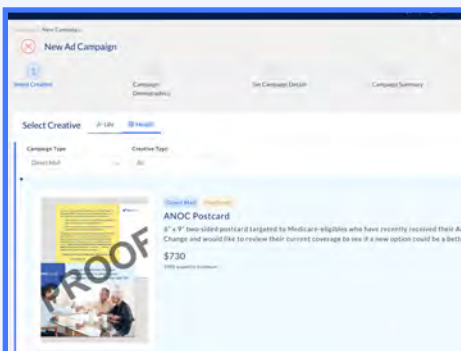 New Campaign
New Ad Campaign
1
Select Creative
Campaign Demographics
Set Campaign Details
Campaign Summary
Select Creative
Life
Health
Campaign Type
Creative Type
Direct Mail
All
Direct Mail
ANOC Postcard
6" x 9" two-sided postcard targeted to Medicare-eligibles who have recently received their A
Change and would like to review their current coverage to see if a new option could be a bett
$730
PROOF